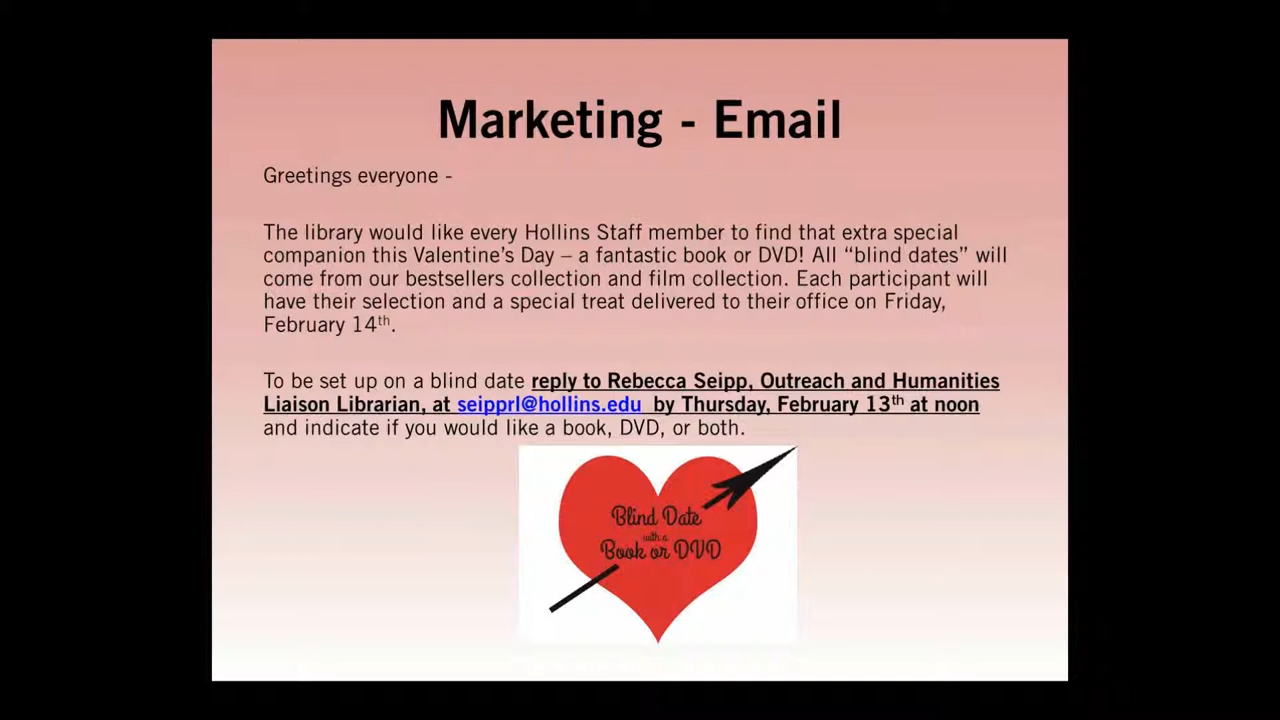 Marketing - Email
Greetings everyone -
The library would like every Hollins Staff member to find that extra special
companion this Valentine's Day – a fantastic book or DVD! All “blind dates” will
come from our bestsellers collection and film collection. Each participant will
have their selection and a special treat delivered to their office on Friday,
February 14th.
To be set up on a blind date reply to Rebecca Seipp, Outreach and Humanities
Liaison Librarian, at seipprl@hollins.edu by Thursday, February 13th at noon
and indicate if you would like a book, DVD, or both.
Blind Date
with a
Book or DVD